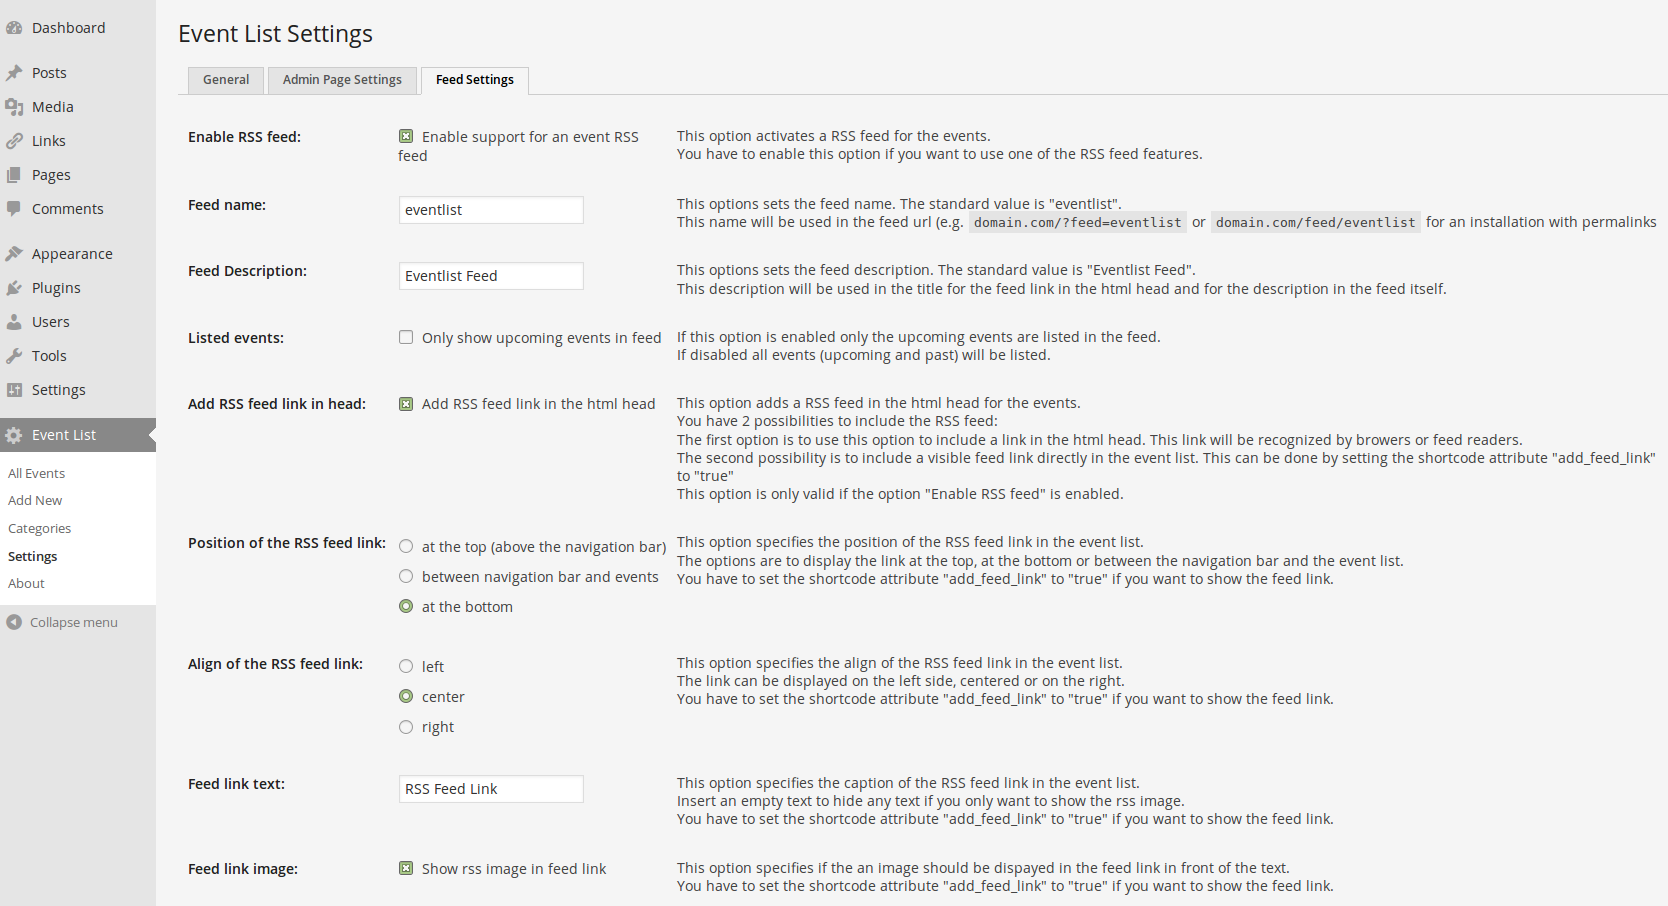 Dashboard
Posts
Media
Links
Pages
Comments
Appearance
Plugins
Users
Tools
Settings
Event List
All Events
Add New
Categories
Settings
About
Collapse menu
Event List Settings
General
Admin Page Settings
Feed Settings
Enable RSS feed:
Enable support for an event RSS
feed
This option activates a RSS feed for the events.
You have to enable this option if you want to use one of the RSS feed features.
Feed name:
eventlist
This options sets the feed name. The standard value is "eventlist".
This name will be used in the feed url (e.g. domain.com/?feed=eventlist or domain.com/feed/eventlist for an installation with permalinks
Feed Description:
Eventlist Feed
This options sets the feed description. The standard value is "Eventlist Feed".
This description will be used in the title for the feed link in the html head and for the description in the feed itself.
Listed events:
Only show upcoming events in feed
If this option is enabled only the upcoming events are listed in the feed.
If disabled all events (upcoming and past) will be listed.
Add RSS feed link in head:
Add RSS feed link in the html head
This option adds a RSS feed in the html head for the events.
You have 2 possibilities to include the RSS feed:
The first option is to use this option to include a link in the html head. This link will be recognized by browers or feed readers.
The second possibility is to include a visible feed link directly in the event list. This can be done by setting the shortcode attribute "add_feed_link"
to "true"
This option is only valid if the option "Enable RSS feed" is enabled.
Position of the RSS feed link:
at the top (above the navigation bar)
between navigation bar and events
at the bottom
This option specifies the position of the RSS feed link in the event list.
The options are to display the link at the top, at the bottom or between the navigation bar and the event list.
You have to set the shortcode attribute "add_feed_link" to "true" if you want to show the feed link.
Align of the RSS feed link:
left
center
right
This option specifies the align of the RSS feed link in the event list.
The link can be displayed on the left side, centered or on the right.
You have to set the shortcode attribute "add_feed_link" to "true" if you want to show the feed link.
Feed link text:
RSS Feed Link
This option specifies the caption of the RSS feed link in the event list.
Insert an empty text to hide any text if you only want to show the rss image.
You have to set the shortcode attribute "add_feed_link" to "true" if you want to show the feed link.
Feed link image:
Show rss image in feed link
This option specifies if the an image should be dispayed in the feed link in front of the text.
You have to set the shortcode attribute "add_feed_link" to "true" if you want to show the feed link.